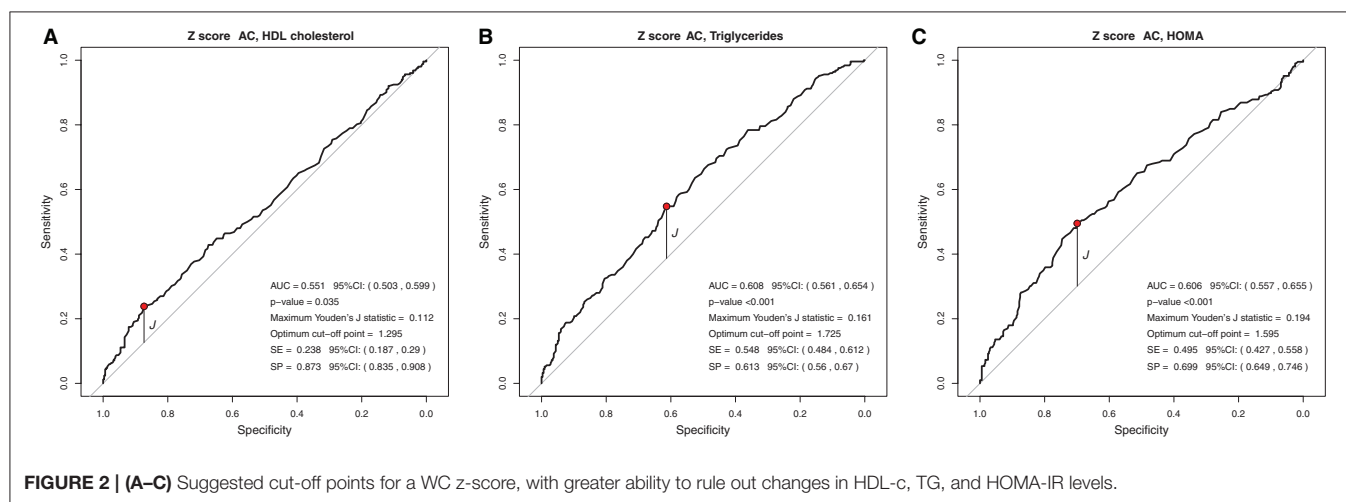 A
Z score AC, HDL cholesterol
1.0
0.8
0.6
0.4
0.2
0.0
Sensitivity
J
AUC = 0.551 95%CI: ( 0.503 , 0.599 )
p−value = 0.035
Maximum Youden's J statistic = 0.112
Optimum cut−off point = 1.295
SE = 0.238 95%CI: ( 0.187 , 0.29 )
SP = 0.873 95%CI: ( 0.835 , 0.908 )
1.0 0.8 0.6 0.4 0.2 0.0
Specificity
B
Z score AC, Triglycerides
1.0
0.8
0.6
0.4
0.2
0.0
Sensitivity
J
AUC = 0.608 95%CI: ( 0.561 , 0.654 )
p−value <0.001
Maximum Youden's J statistic = 0.161
Optimum cut−off point = 1.725
SE = 0.548 95%CI: ( 0.484 , 0.612 )
SP = 0.613 95%CI: ( 0.56 , 0.67 )
1.0 0.8 0.6 0.4 0.2 0.0
Specificity
C
Z score AC, HOMA
1.0
0.8
0.6
0.4
0.2
0.0
Sensitivity
J
AUC = 0.606 95%CI: ( 0.557 , 0.655 )
p−value <0.001
Maximum Youden's J statistic = 0.194
Optimum cut−off point = 1.595
SE = 0.495 95%CI: ( 0.427 , 0.558 )
SP = 0.699 95%CI: ( 0.649 , 0.746 )
1.0 0.8 0.6 0.4 0.2 0.0
Specificity
FIGURE 2 | (A–C) Suggested cut-off points for a WC z-score, with greater ability to rule out changes in HDL-c, TG, and HOMA-IR levels.